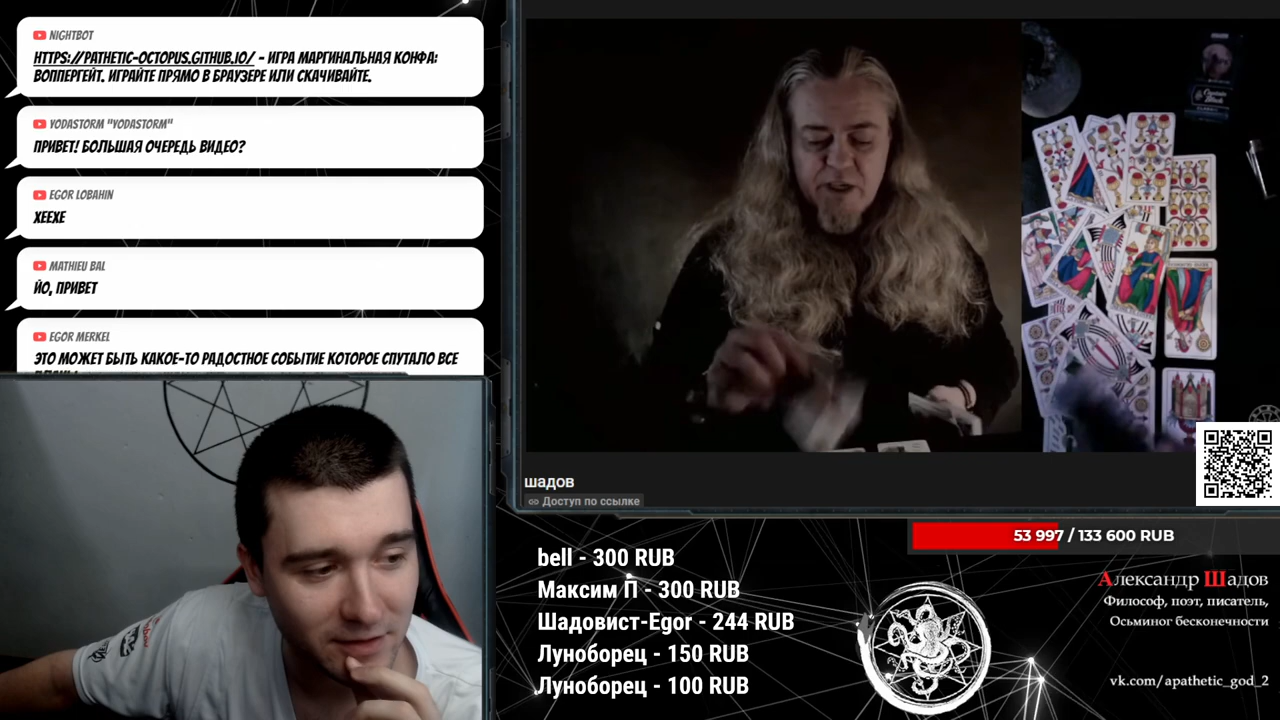 NIGHTBOT
HTTPS://PATHETIC-OCTOPUS.GITHUB.IO/ - ИГРА МАРГИНАЛЬНАЯ КОНФА:
ВОППЕРГЕЙТ. ИГРАЙТЕ ПРЯМО В БРАУЗЕРЕ ИЛИ СКАЧИВАЙТЕ.
YODASTORM "YODASTORM"
ПРИВЕТ! БОЛЬШАЯ ОЧЕРЕДЬ ВИДЕО?
EGOR LOBAHIN
ХЕЕХЕ
MATHIEU BAL
ЙО, ПРИВЕТ
EGOR MERKEL
ЭТО МОЖЕТ БЫТЬ КАКОЕ-ТО РАДОСТНОЕ СОБЫТИЕ КОТОРОЕ СПУТАЛО ВСЕ
шадов
Доступ по ссылке
53 997 / 133 600 RUB
bell - 300 RUB
Максим П - 300 RUB
Шадовист-Egor - 244 RUB
Луноборец - 150 RUB
Луноборец - 100 RUB
Александр Шадов
Философ, поэт, писатель,
Осьминог бесконечности
vk.com/apathetic_god_2